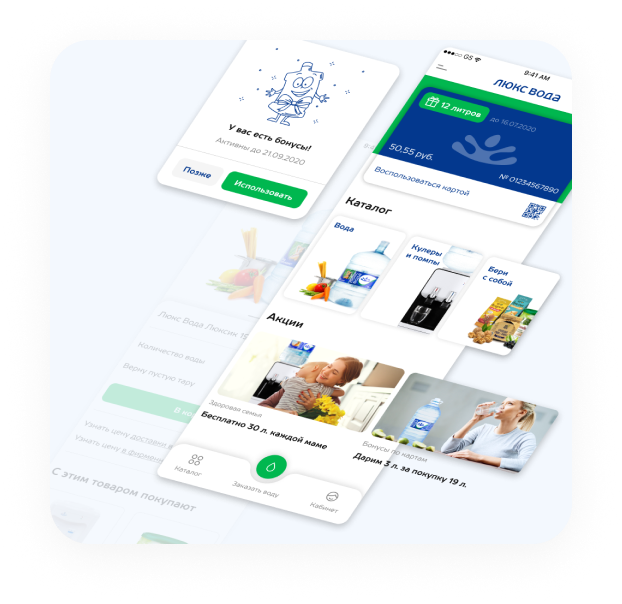 GS
9:41 AM
ЛЮКС ВОДА
12 литров
до 16.07.2020
50,55 руб.
№ 01234567890
Воспользоваться картой
У вас есть бонусы!
Активны до 21.09.2020
Позже
Использовать
Каталог
Вода
Кулеры
и помпы
Бери
с собой
Акции
Здоровая семья
Бесплатно 30 л. каждой маме
Бонусы по картам
Дарим 3 л. за покупку 19 л.
Каталог
Заказать воду
Кабинет
Люкс Вода Люксик
Количество воды
Верну пустую тару
Узнать цену доставки
Узнать цену в фирмен
С этим товаром покупают